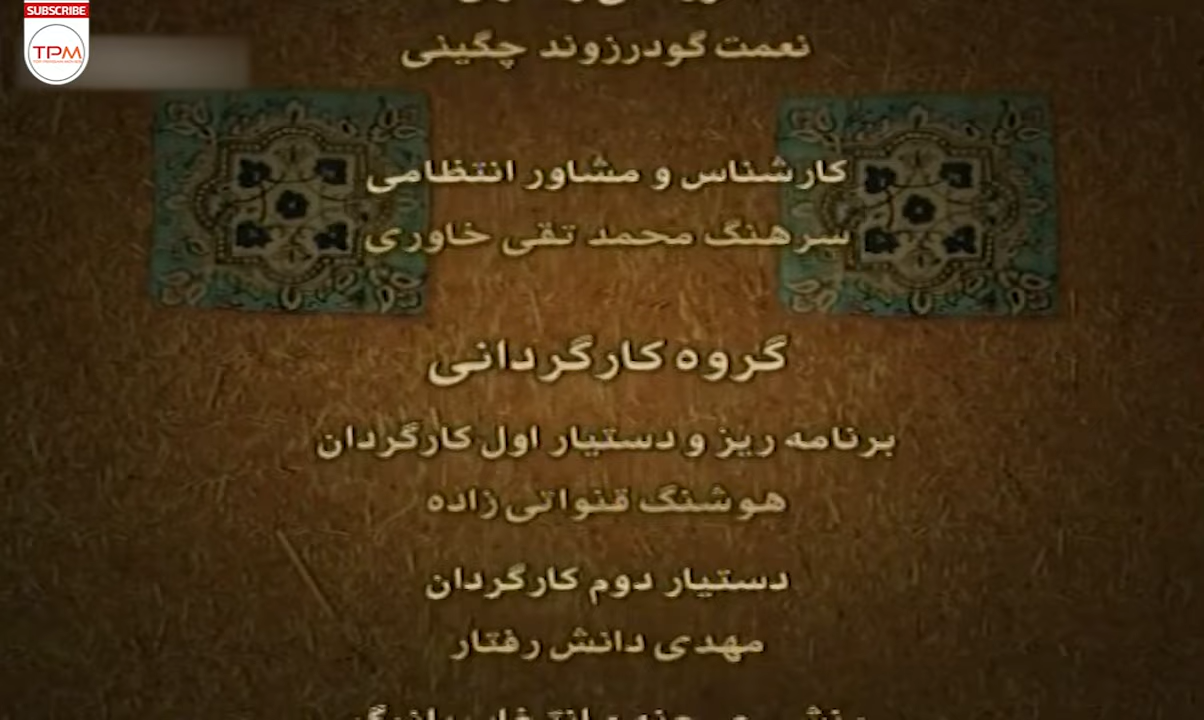 SUBSCRIBE
TPM
نعمت گودرزوند چگینی
کارشناس و مشاور انتظامی
سرهنگ محمد تقی خاوری
گروه کارگردانی
برنامه ریز و دستیار اول کارگردان
هوشنگ قنواتی زاده
دستیار دوم کارگردان
مهدی دانش رفتار